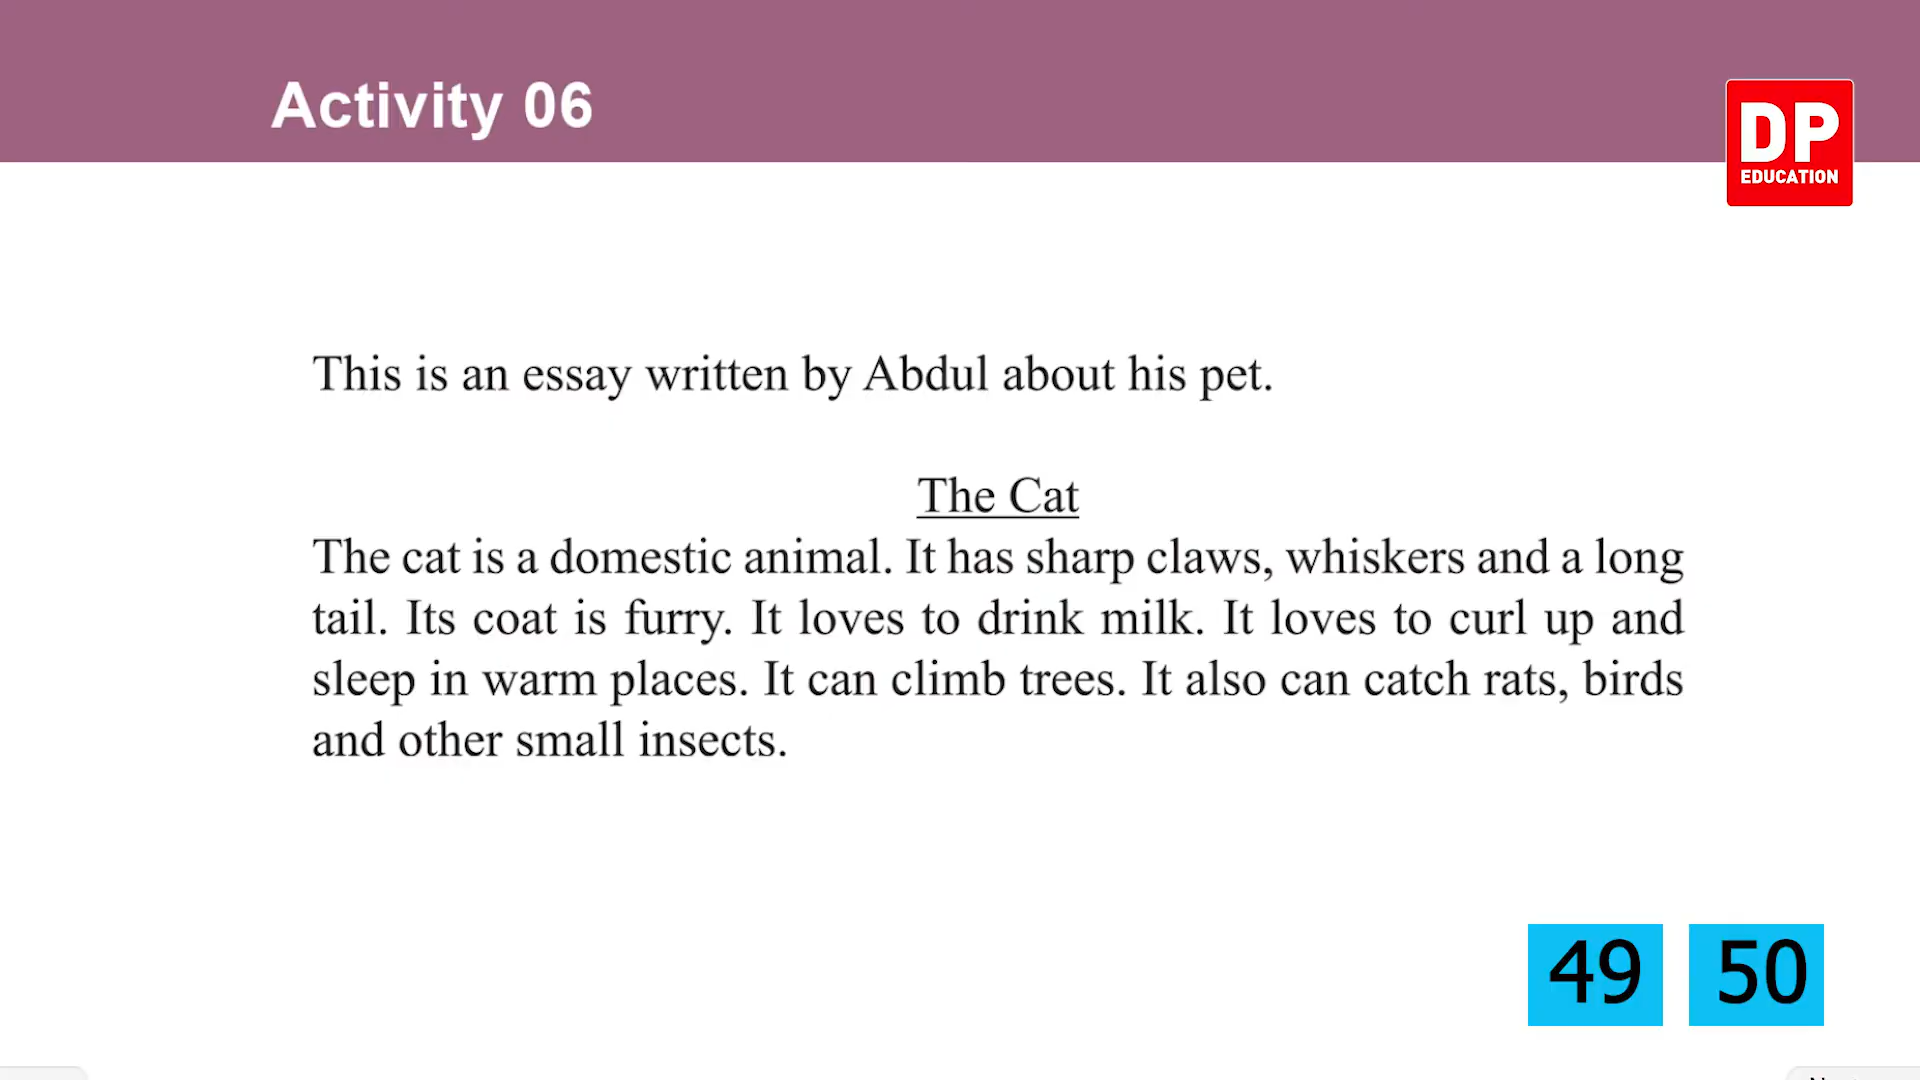 Activity 06
DP
EDUCATION
This is an essay written by Abdul about his pet.
The Cat
The cat is a domestic animal. It has sharp claws, whiskers and a long
tail. Its coat is furry. It loves to drink milk. It loves to curl up and
sleep in warm places. It can climb trees. It also can catch rats, birds
and other small insects.
49 50